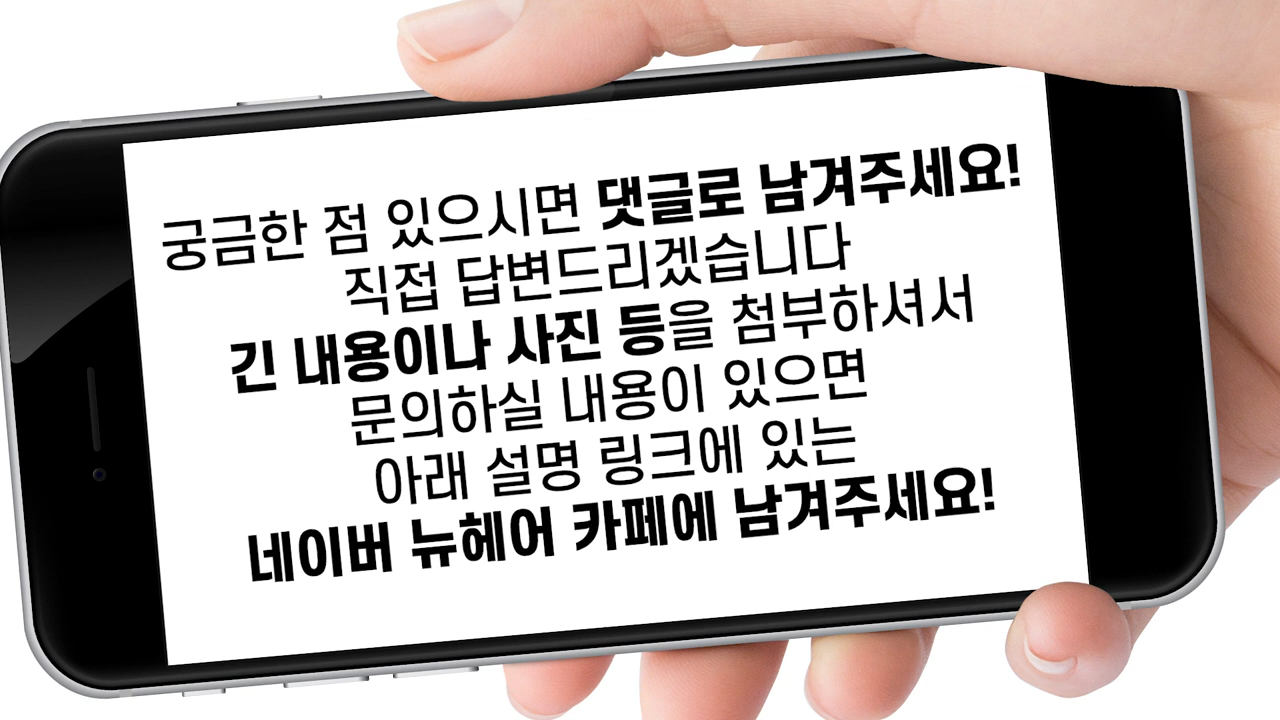 궁금한 점 있으시면 댓글로 남겨주세요!
직접 답변드리겠습니다
긴 내용이나 사진 등을 첨부하셔서
문의하실 내용이 있으면
아래 설명 링크에 있는
네이버 뉴헤어 카페에 남겨주세요!